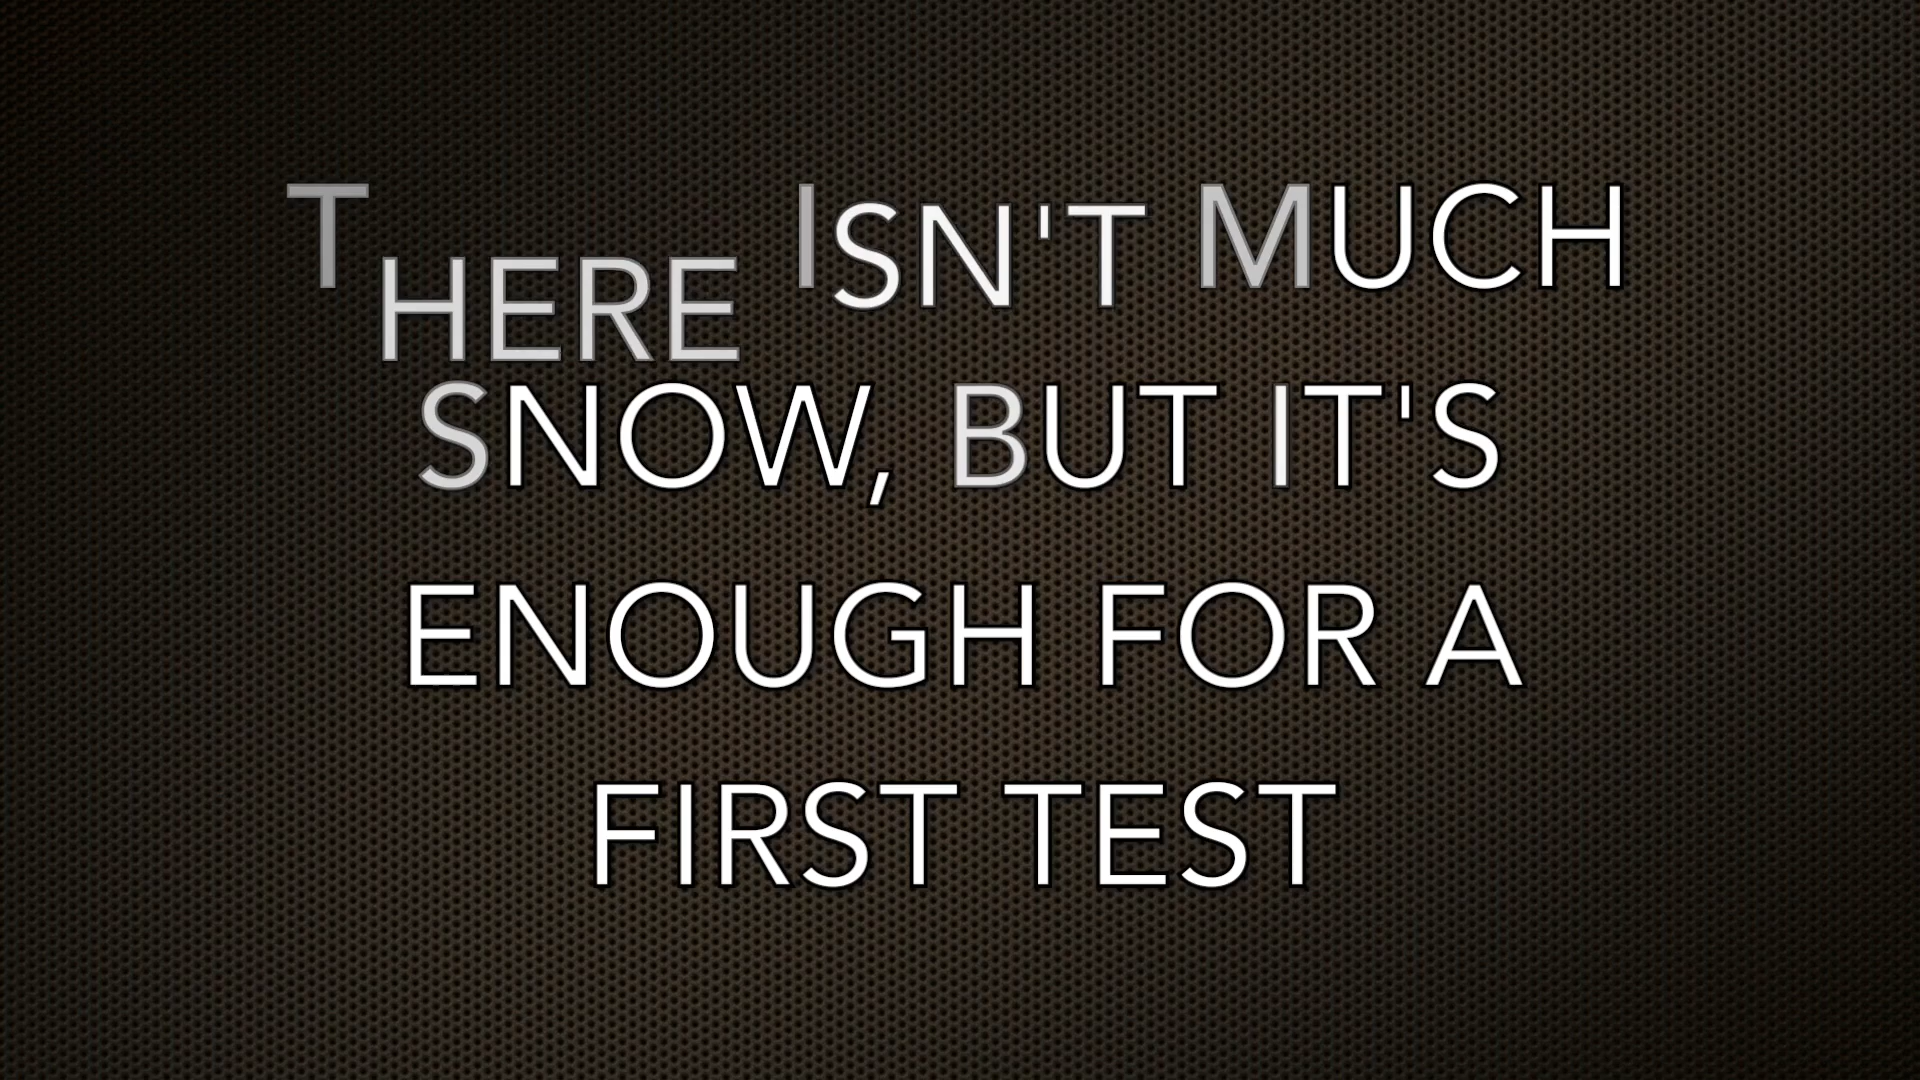 THERE ISN'T MUCH
SNOW, BUT IT'S
ENOUGH FOR A
FIRST TEST